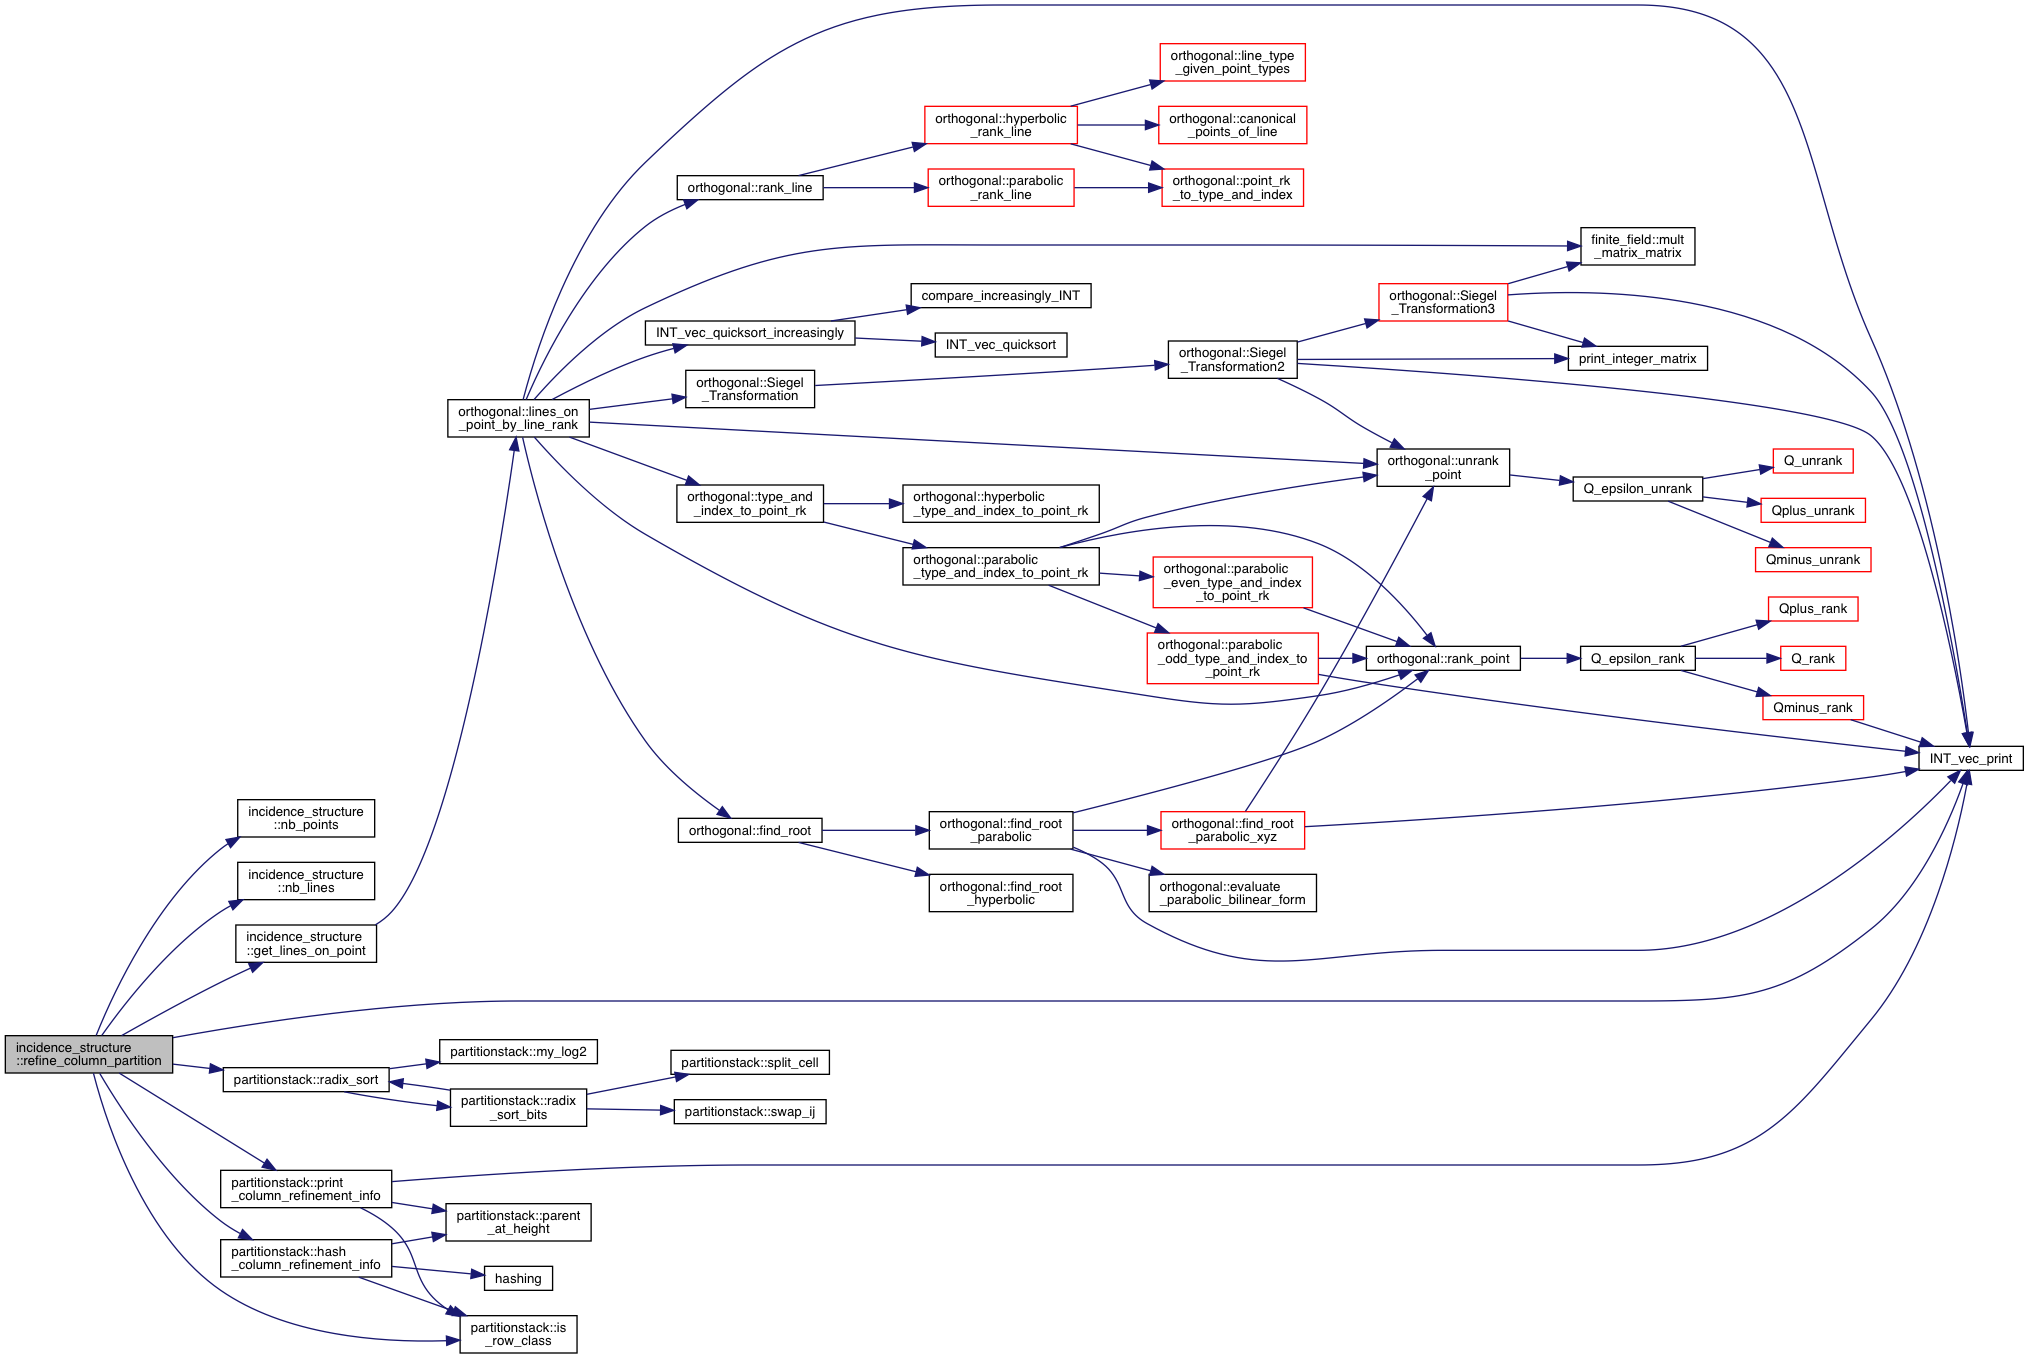 orthogonal::line_type
_given_point_types
orthogonal::hyperbolic
_rank_line
orthogonal::canonical
_points_of_line
orthogonal::rank_line
orthogonal::parabolic
_rank_line
orthogonal::point_rk
_to_type_and_index
finite_field::mult
_matrix_matrix
compare_increasingly_INT
orthogonal::Siegel
_Transformation3
INT_vec_quicksort_increasingly
INT_vec_quicksort
orthogonal::Siegel
_Transformation2
print_integer_matrix
orthogonal::Siegel
_Transformation
orthogonal::lines_on
_point_by_line_rank
orthogonal::unrank
_point
Q_unrank
Q_epsilon_unrank
orthogonal::type_and
_index_to_point_rk
orthogonal::hyperbolic
_type_and_index_to_point_rk
Qplus_unrank
Qminus_unrank
orthogonal::parabolic
_type_and_index_to_point_rk
orthogonal::parabolic
_even_type_and_index
_to_point_rk
Qplus_rank
orthogonal::parabolic
_odd_type_and_index_to
_point_rk
orthogonal::rank_point
Q_epsilon_rank
Q_rank
Qminus_rank
INT_vec_print
incidence_structure
::nb_points
orthogonal::find_root
orthogonal::find_root
_parabolic
orthogonal::find_root
_parabolic_xyz
incidence_structure
::nb_lines
orthogonal::find_root
_hyperbolic
orthogonal::evaluate
_parabolic_bilinear_form
incidence_structure
::get_lines_on_point
incidence_structure
::refine_column_partition
partitionstack::my_log2
partitionstack::split_cell
partitionstack::radix_sort
partitionstack::radix
_sort_bits
partitionstack::swap_ij
partitionstack::print
_column_refinement_info
partitionstack::parent
_at_height
partitionstack::hash
_column_refinement_info
hashing
partitionstack::is
_row_class